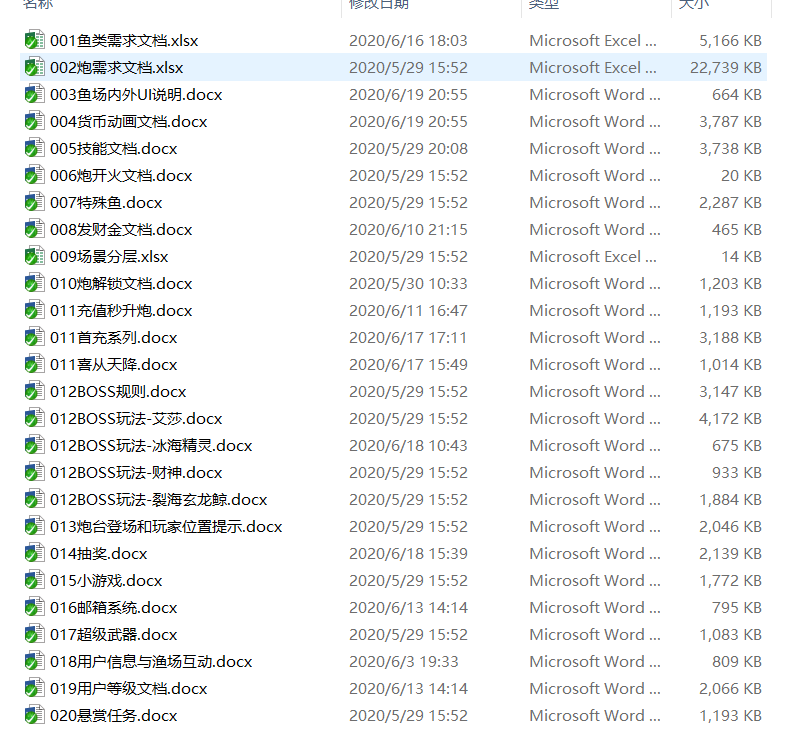 名称 修改日期 类型 大小
001鱼类需求文档.xlsx 2020/6/16 18:03 Microsoft Excel ... 5,166 KB
002炮需求文档.xlsx 2020/5/29 15:52 Microsoft Excel ... 22,739 KB
003鱼场内外UI说明.docx 2020/6/19 20:55 Microsoft Word ... 664 KB
004货币动画文档.docx 2020/6/19 20:55 Microsoft Word ... 3,787 KB
005技能文档.docx 2020/5/29 20:08 Microsoft Word ... 3,738 KB
006炮开火文档.docx 2020/5/29 15:52 Microsoft Word ... 20 KB
007特殊鱼.docx 2020/5/29 15:52 Microsoft Word ... 2,287 KB
008发财金文档.docx 2020/6/10 21:15 Microsoft Word ... 465 KB
009场景分层.xlsx 2020/5/29 15:52 Microsoft Excel ... 14 KB
010炮解锁文档.docx 2020/5/30 10:33 Microsoft Word ... 1,203 KB
011充值秒升炮.docx 2020/6/11 16:47 Microsoft Word ... 1,193 KB
011首充系列.docx 2020/6/17 17:11 Microsoft Word ... 3,188 KB
011喜从天降.docx 2020/6/17 15:49 Microsoft Word ... 1,014 KB
012BOSS规则.docx 2020/5/29 15:52 Microsoft Word ... 3,147 KB
012BOSS玩法-艾莎.docx 2020/5/29 15:52 Microsoft Word ... 4,172 KB
012BOSS玩法-冰海精灵.docx 2020/6/18 10:43 Microsoft Word ... 675 KB
012BOSS玩法-财神.docx 2020/5/29 15:52 Microsoft Word ... 933 KB
012BOSS玩法-裂海玄龙鲸.docx 2020/5/29 15:52 Microsoft Word ... 1,884 KB
013炮台登场和玩家位置提示.docx 2020/5/29 15:52 Microsoft Word ... 2,046 KB
014抽奖.docx 2020/6/18 15:39 Microsoft Word ... 2,139 KB
015小游戏.docx 2020/5/29 15:52 Microsoft Word ... 1,772 KB
016邮箱系统.docx 2020/6/13 14:14 Microsoft Word ... 795 KB
017超级武器.docx 2020/5/29 15:52 Microsoft Word ... 1,083 KB
018用户信息与渔场互动.docx 2020/6/3 19:33 Microsoft Word ... 809 KB
019用户等级文档.docx 2020/6/13 14:14 Microsoft Word ... 2,066 KB
020悬赏任务.docx 2020/5/29 15:52 Microsoft Word ... 1,193 KB